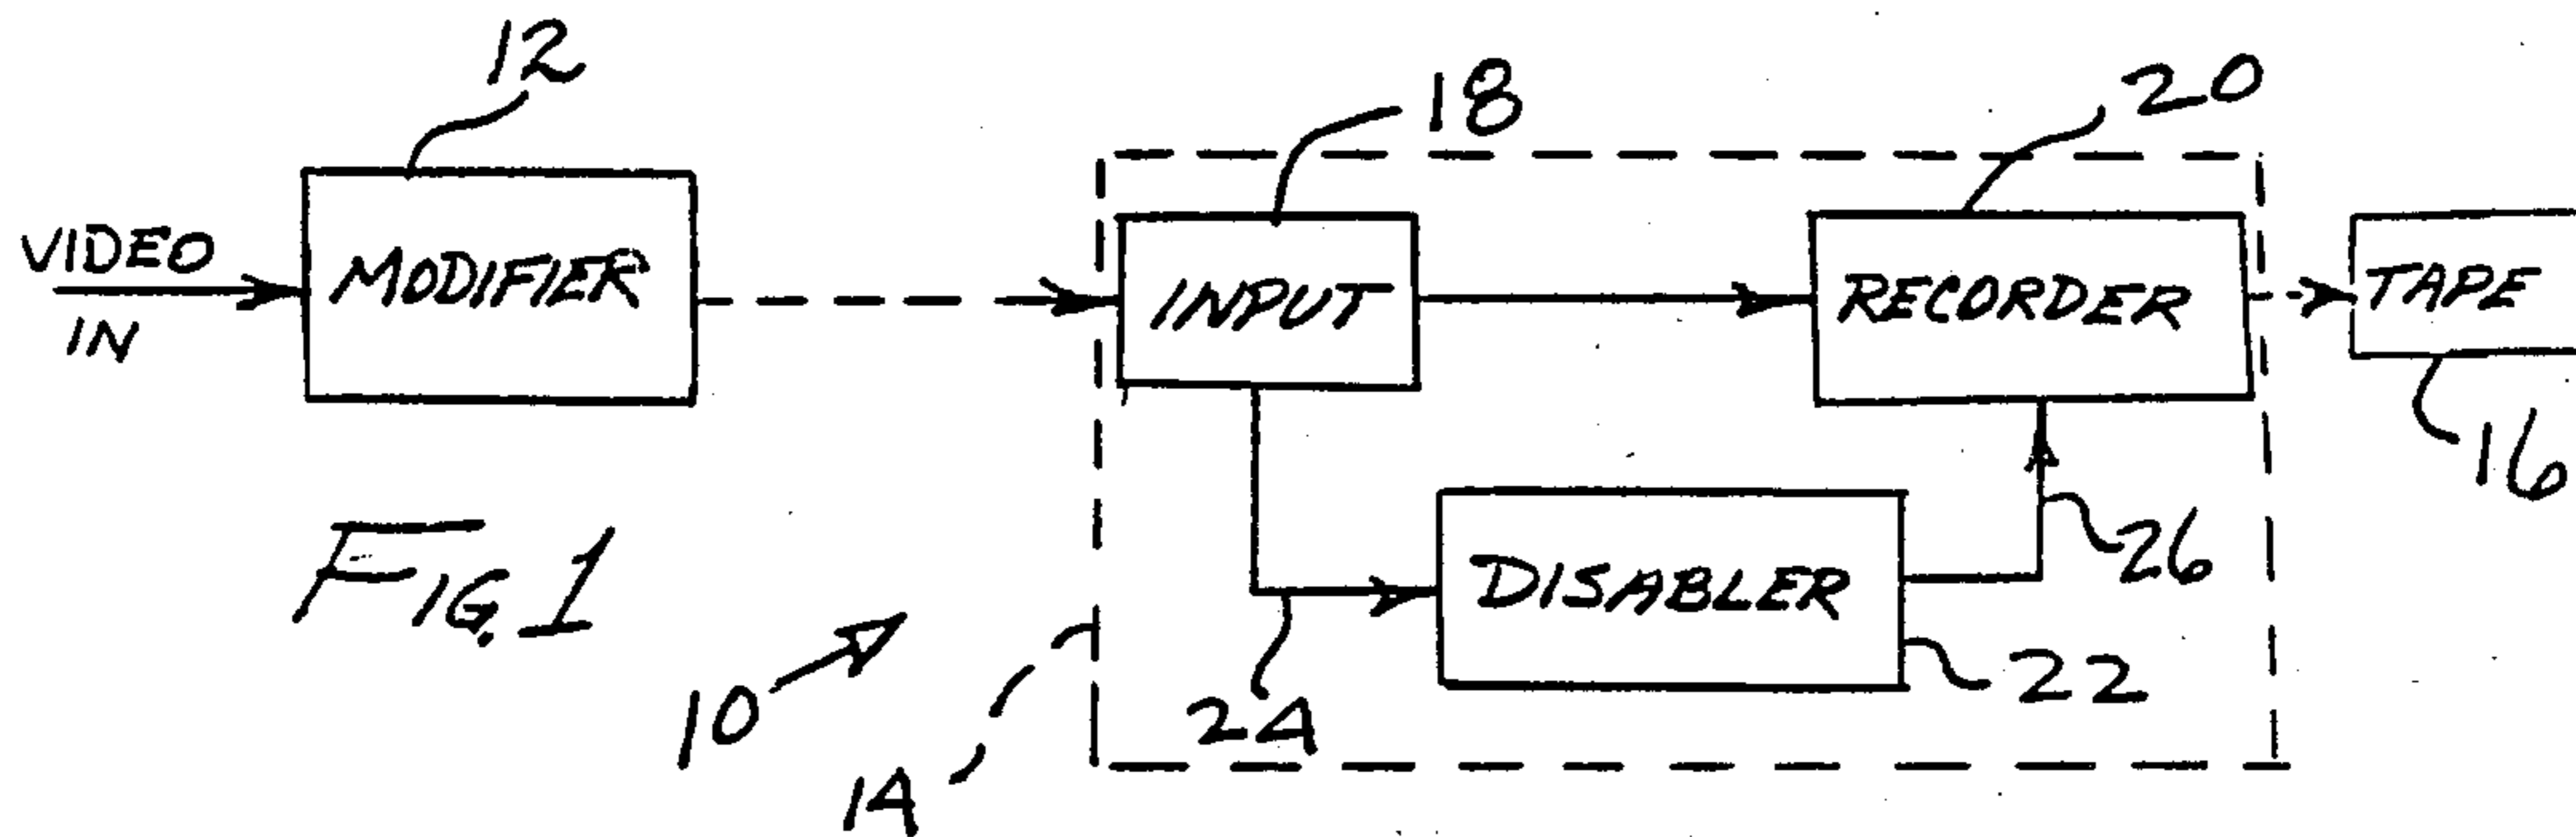 12
18
20
VIDEO
IN
MODIFIER
INPUT
RECORDER
TAPE
16
FIG. 1
DISABLER
26
22
24
10
14